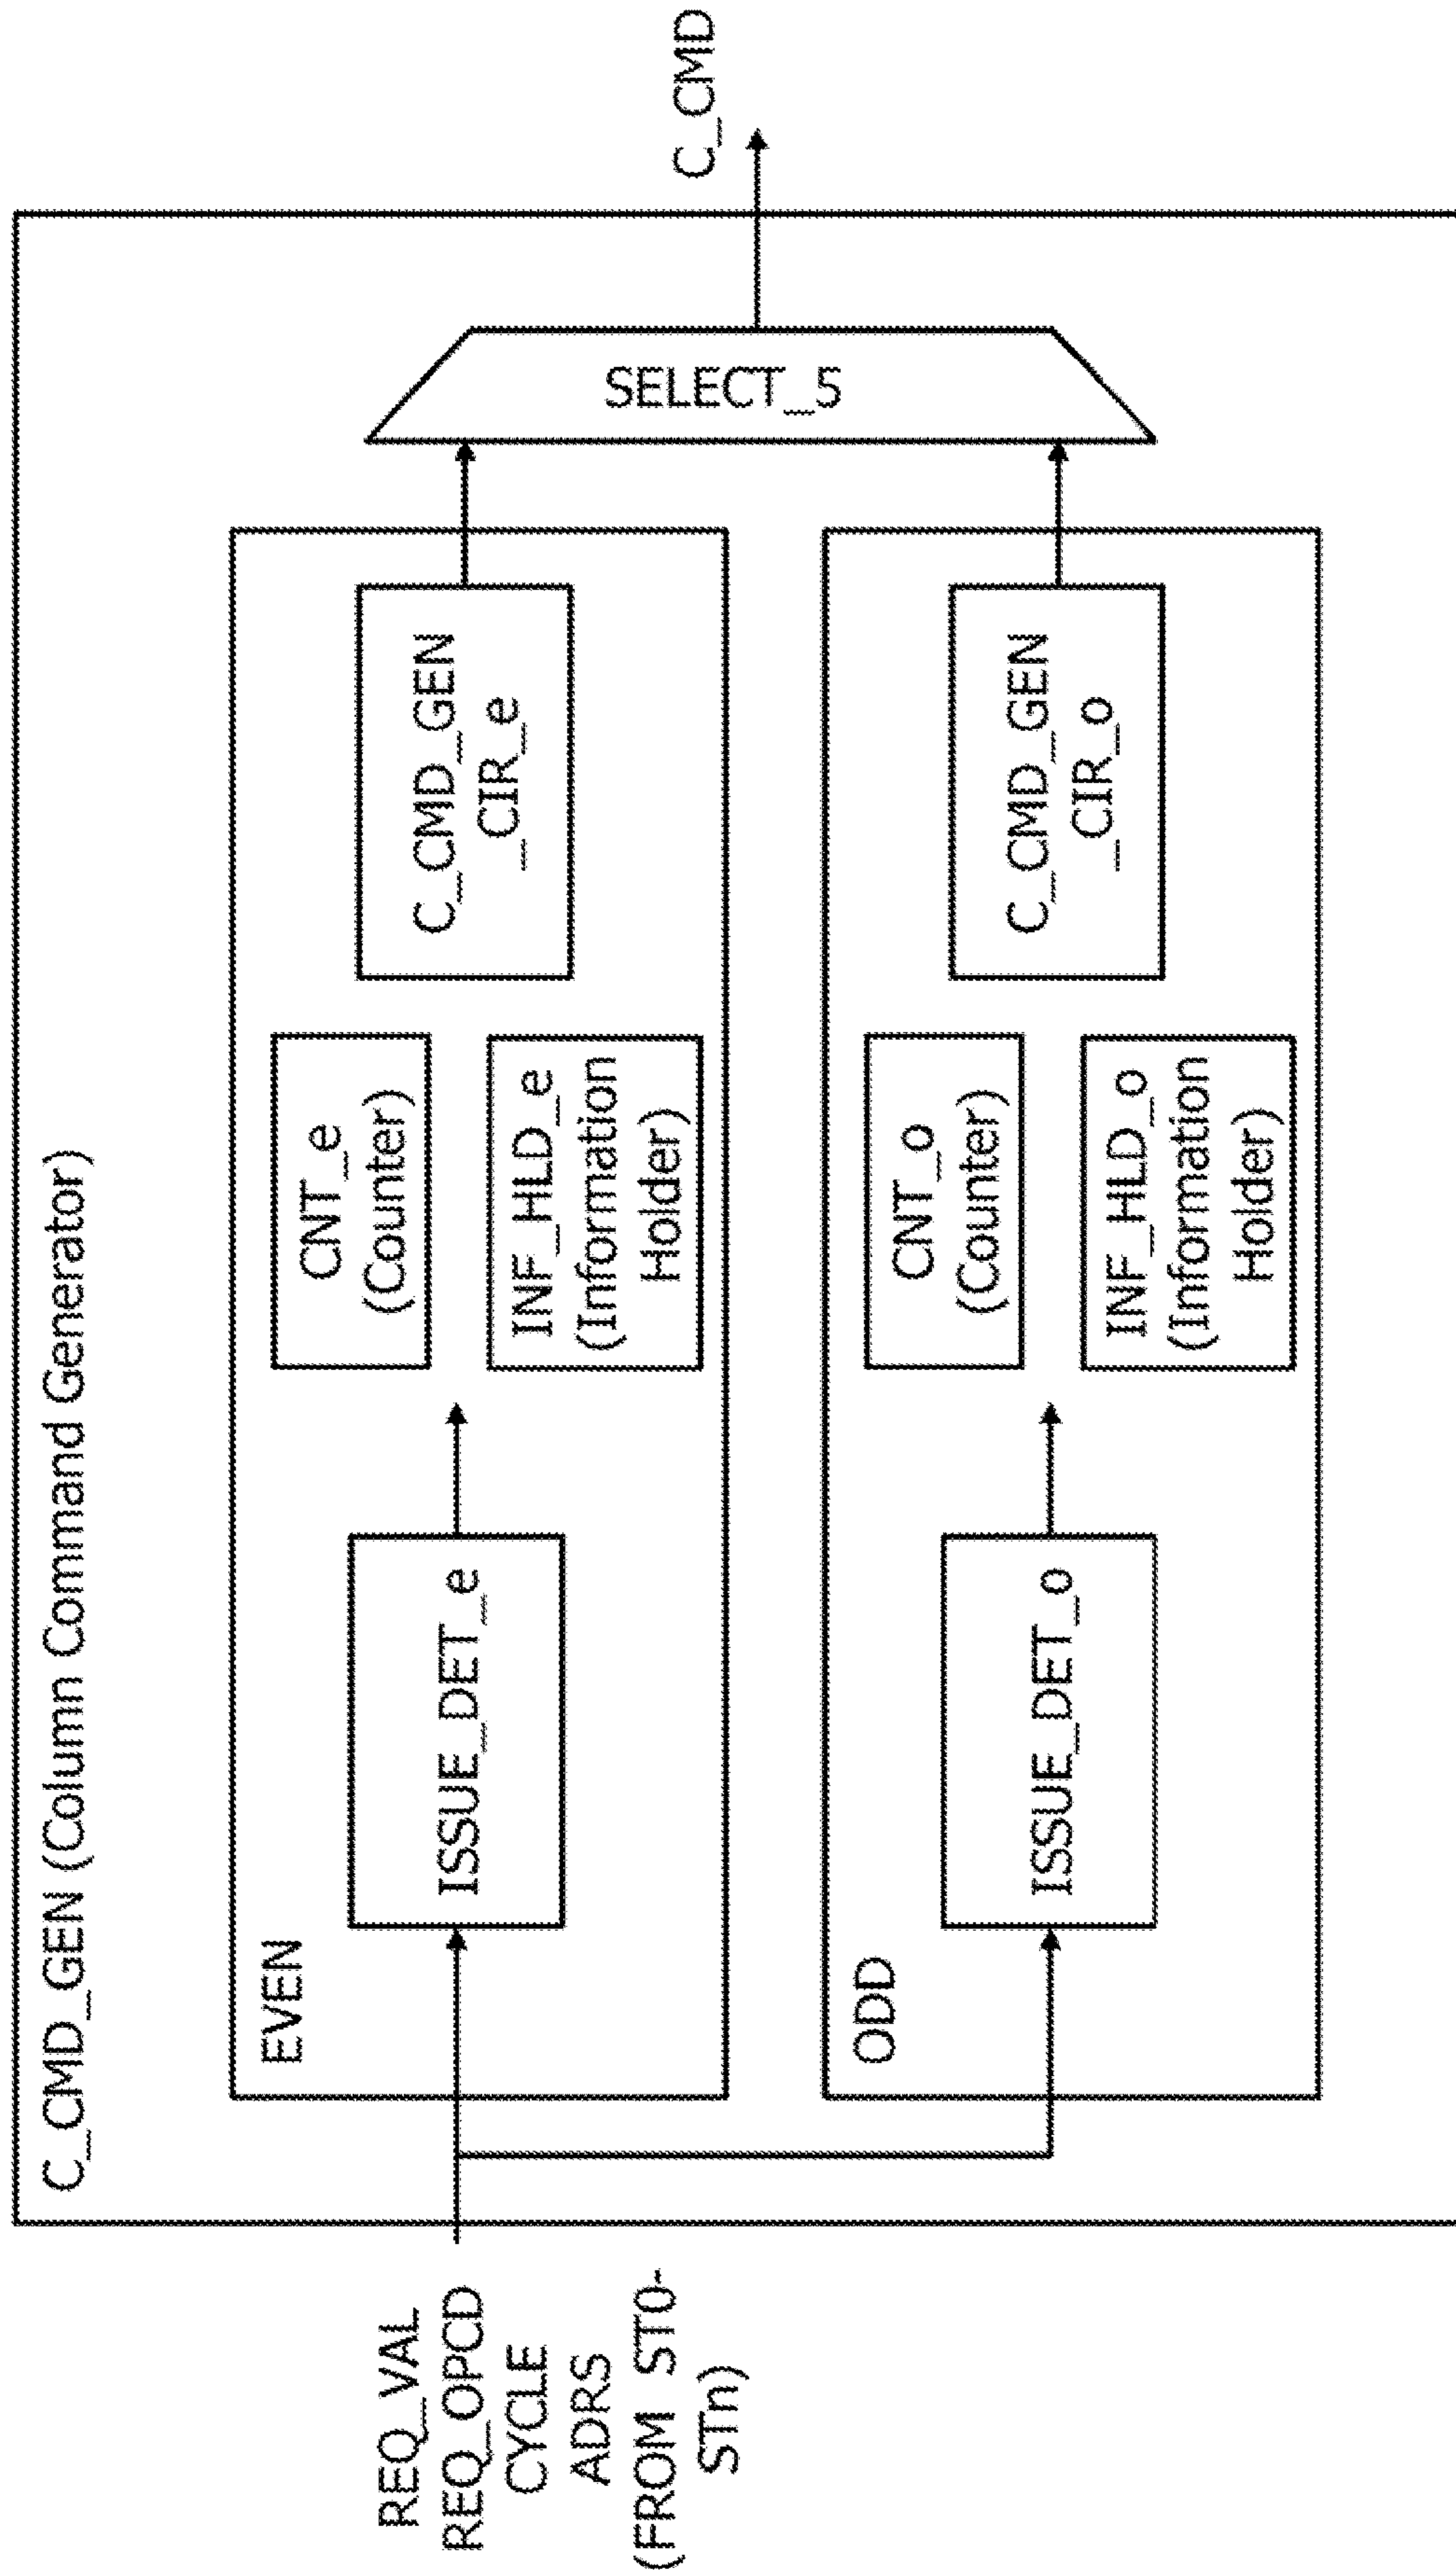 C_CMD_GEN (Column Command Generator)
REQ_VAL
REQ_OPCD
CYCLE
ADRS
(FROM ST0-
STn)
EVEN
ISSUE_DET_e
CNT_e
(Counter)
INF_HLD_e
(Information
Holder)
C_CMD_GEN
_CIR_e
ODD
ISSUE_DET_o
CNT_o
(Counter)
INF_HLD_o
(Information
Holder)
C_CMD_GEN
_CIR_o
SELECT_5
C_CMD